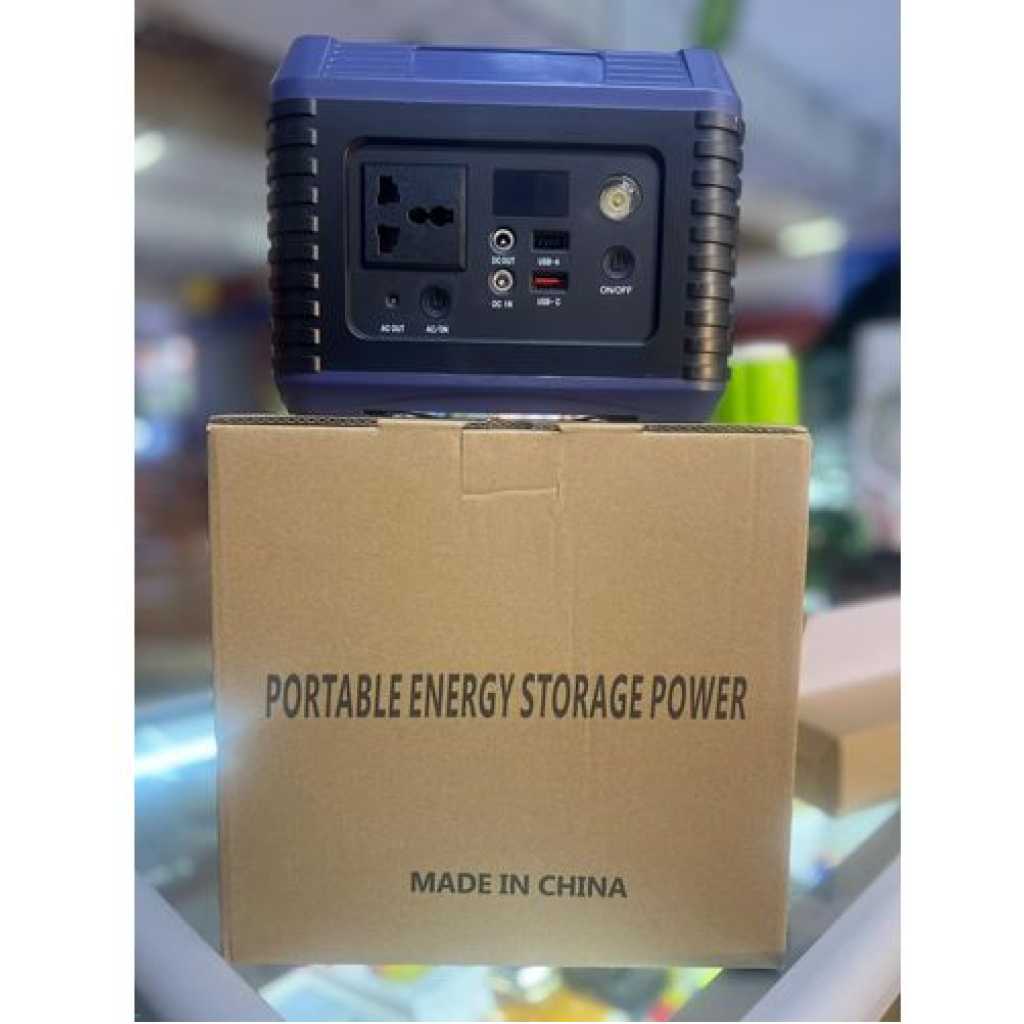 DC OUT
USB-A
DC IN
USB-C
ON/OFF
AC OUT
AC/ON
PORTABLE ENERGY STORAGE POWER
MADE IN CHINA